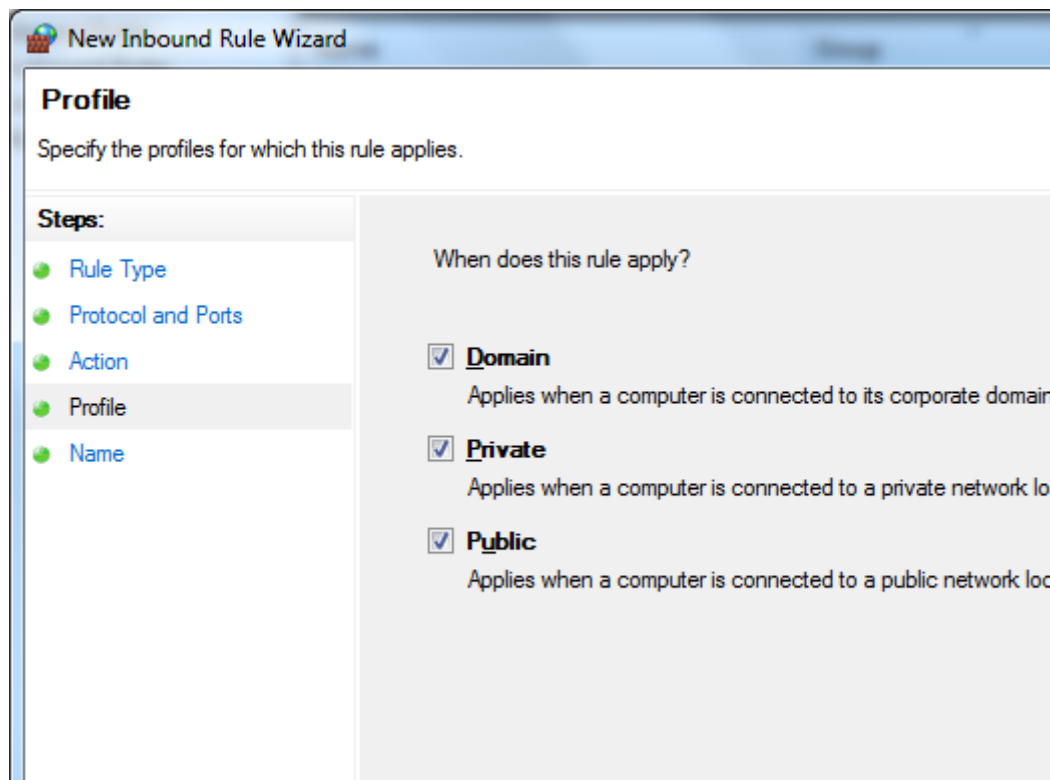 New Inbound Rule Wizard
Profile
Specify the profiles for which this rule applies.
Steps:
Rule Type
Protocol and Ports
Action
Profile
Name
When does this rule apply?
Domain
Applies when a computer is connected to its corporate domain
Private
Applies when a computer is connected to a private network lo
Public
Applies when a computer is connected to a public network loc